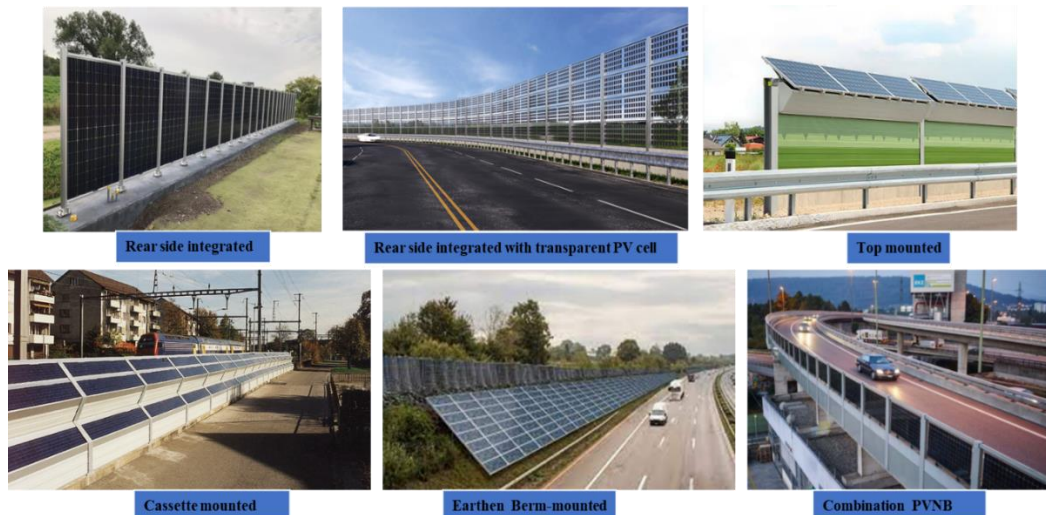 Rear side integrated
Rear side integrated with transparent PV cell
Top mounted
Cassette mounted
Earthen Berm-mounted
Combination PVNB